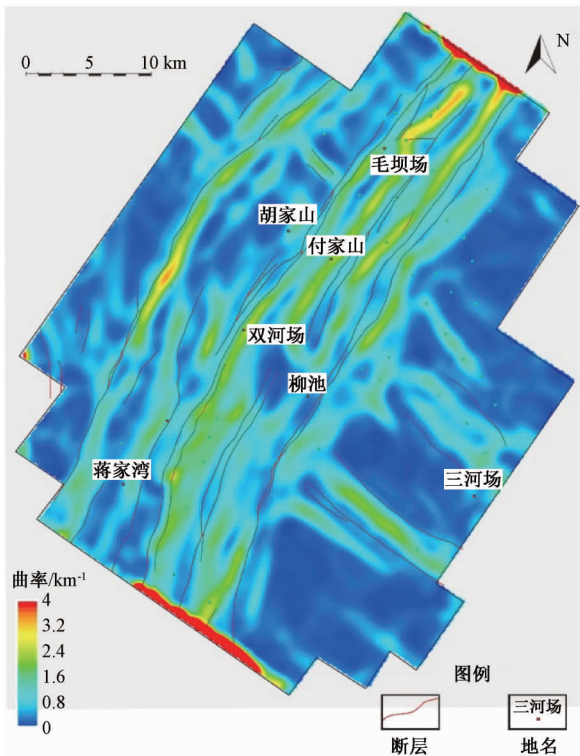 0 5 10 km
N
毛坝场
胡家山
付家山
双河场
柳池
蒋家湾
三河场
曲率/km⁻¹
4
3.2
2.4
1.6
0.8
0
图例
三河场
断层 地名